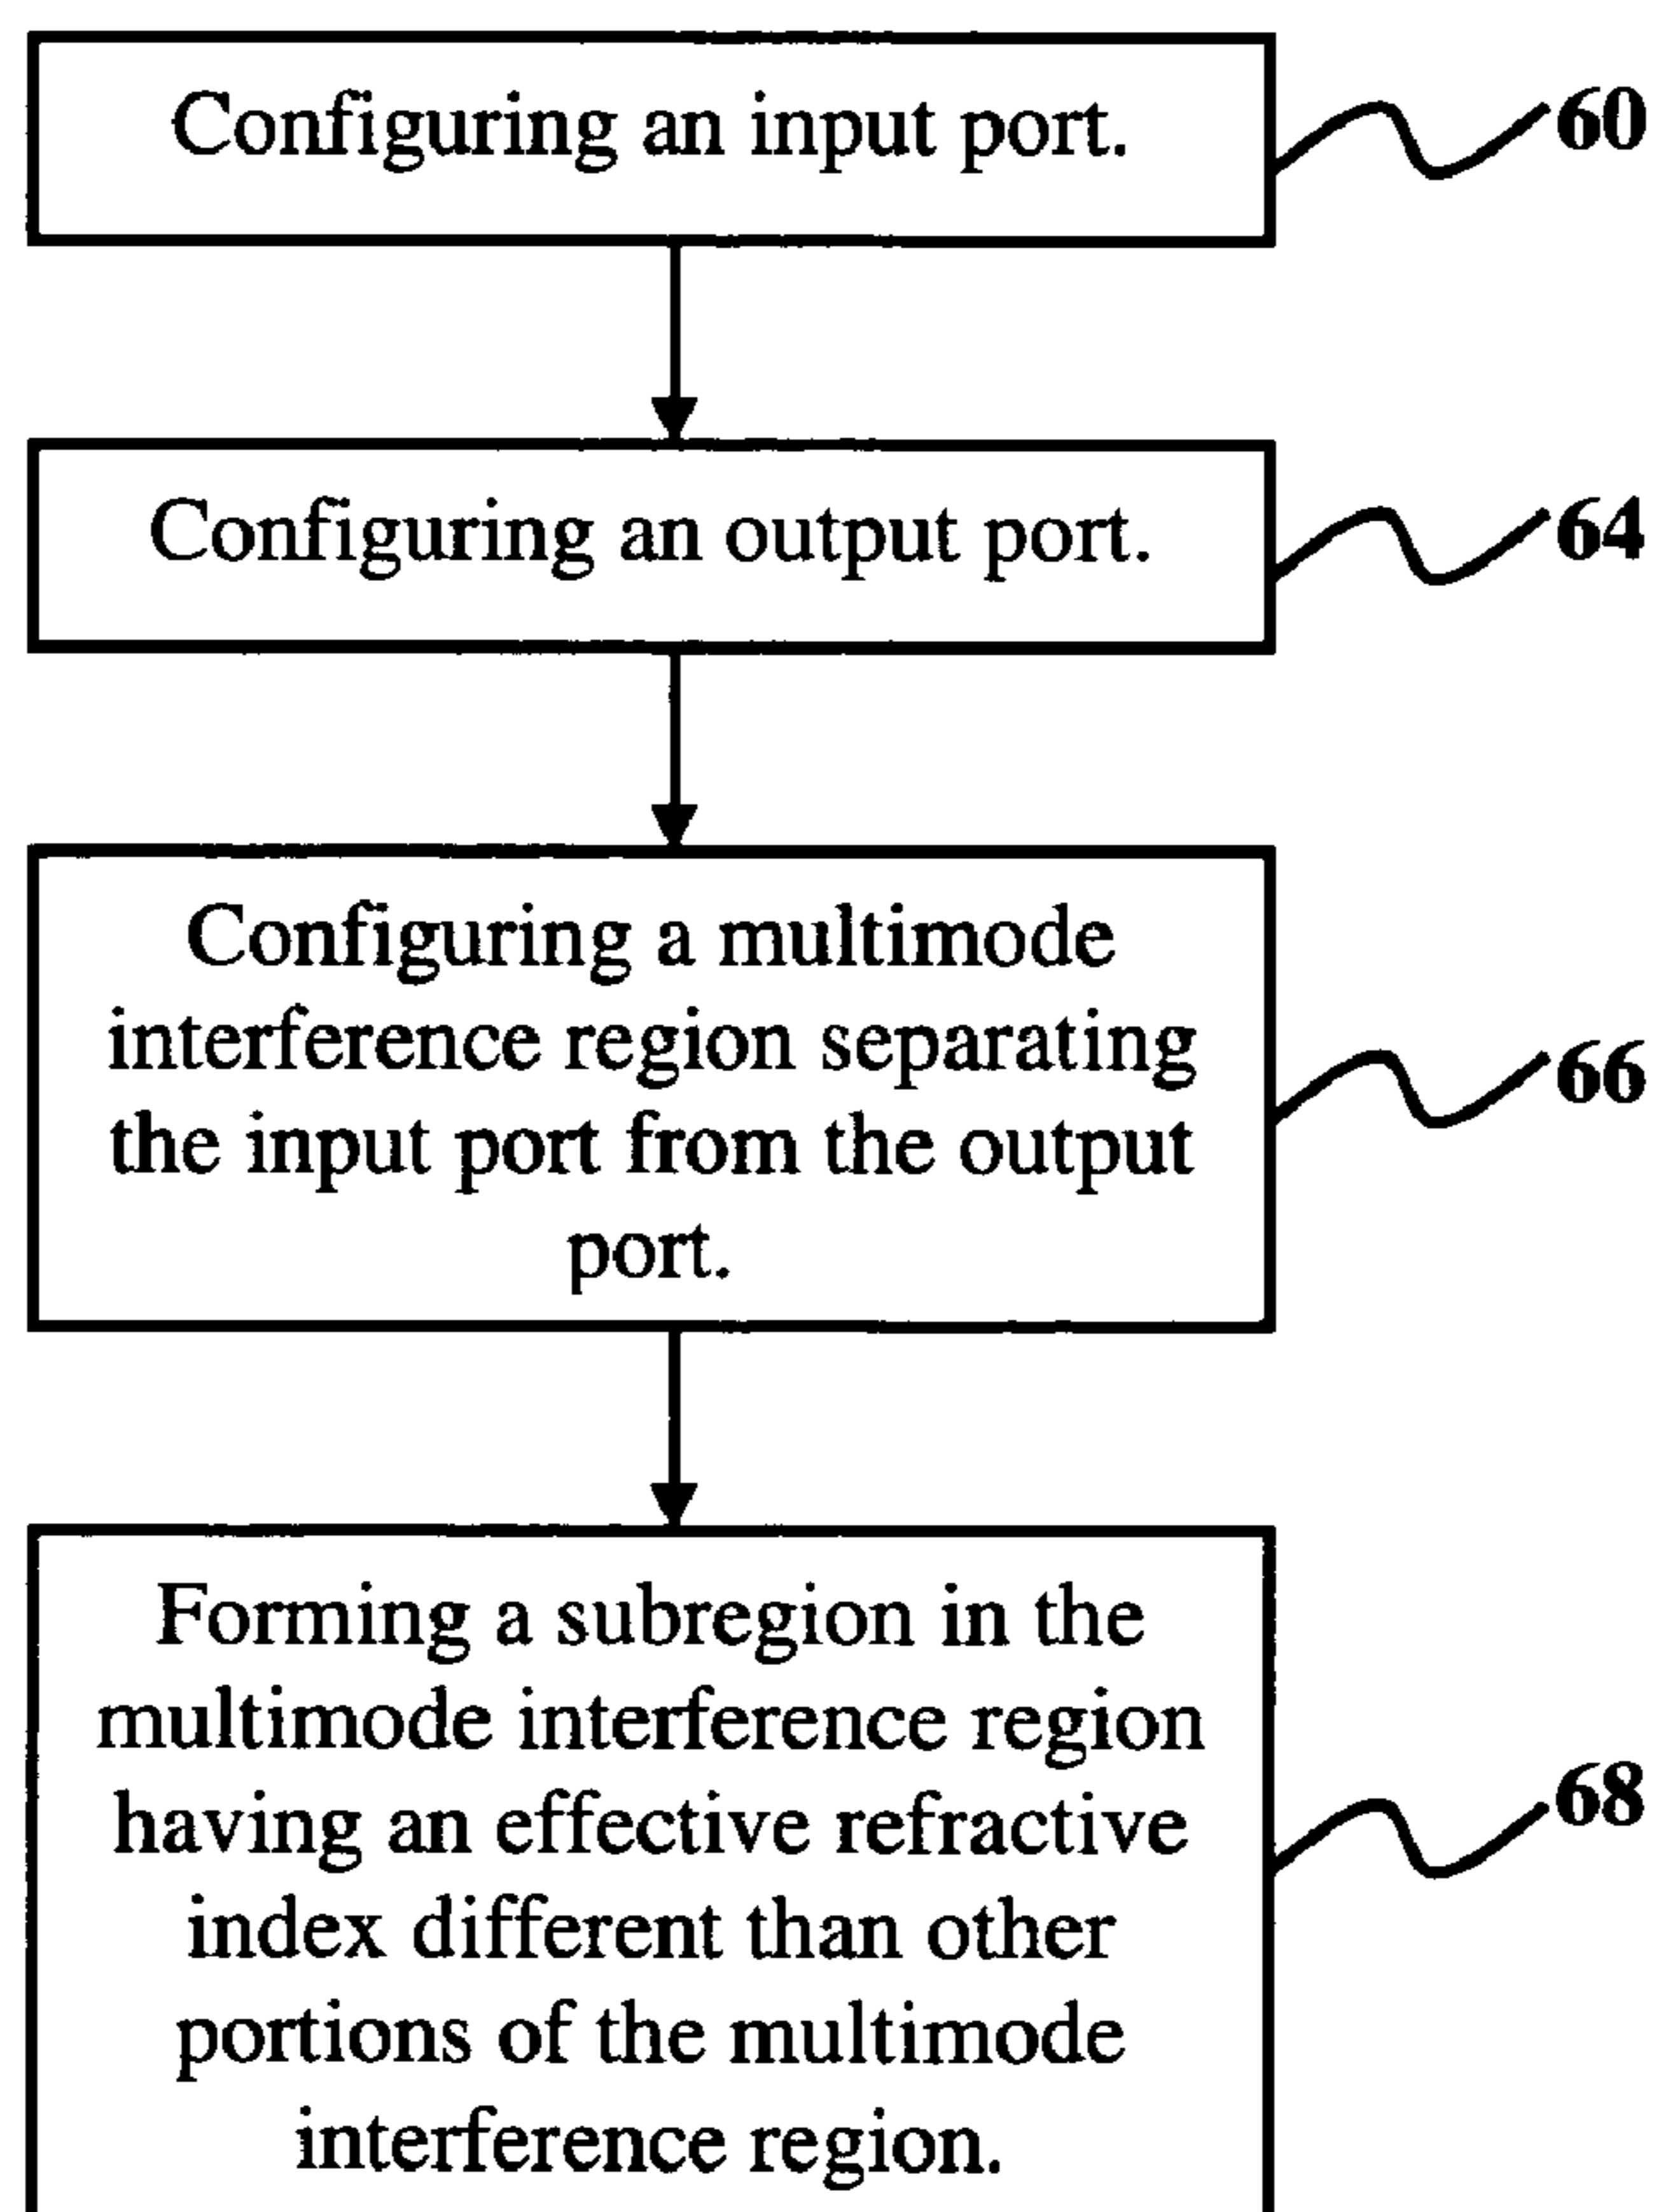 Configuring an input port.
60
Configuring an output port.
64
Configuring a multimode
interference region separating
the input port from the output
port.
66
Forming a subregion in the
multimode interference region
having an effective refractive
index different than other
portions of the multimode
interference region.
68